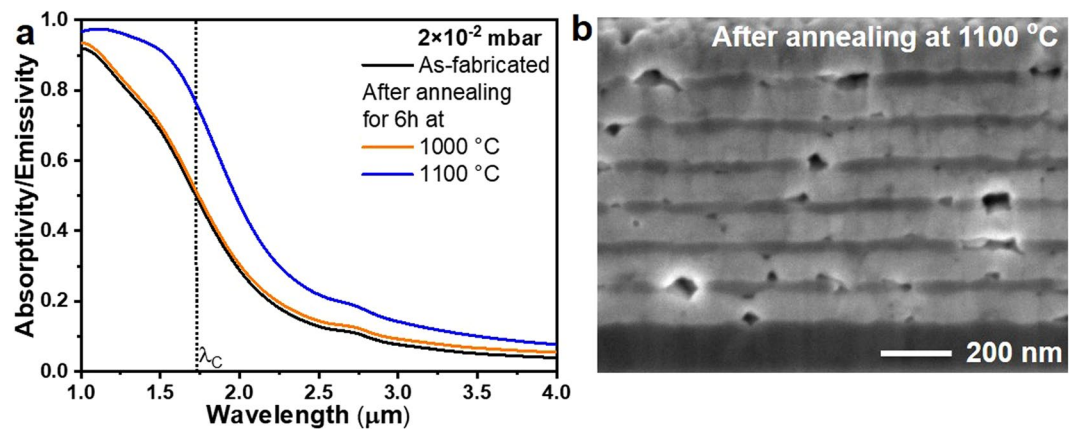 a
2×10⁻² mbar
As-fabricated
After annealing
for 6h at
1000 °C
1100 °C
Absorptivity/Emissivity
1.0
0.8
0.6
0.4
0.2
0.0
λC
1.0 1.5 2.0 2.5 3.0 3.5 4.0
Wavelength (μm)
b
After annealing at 1100 °C
200 nm